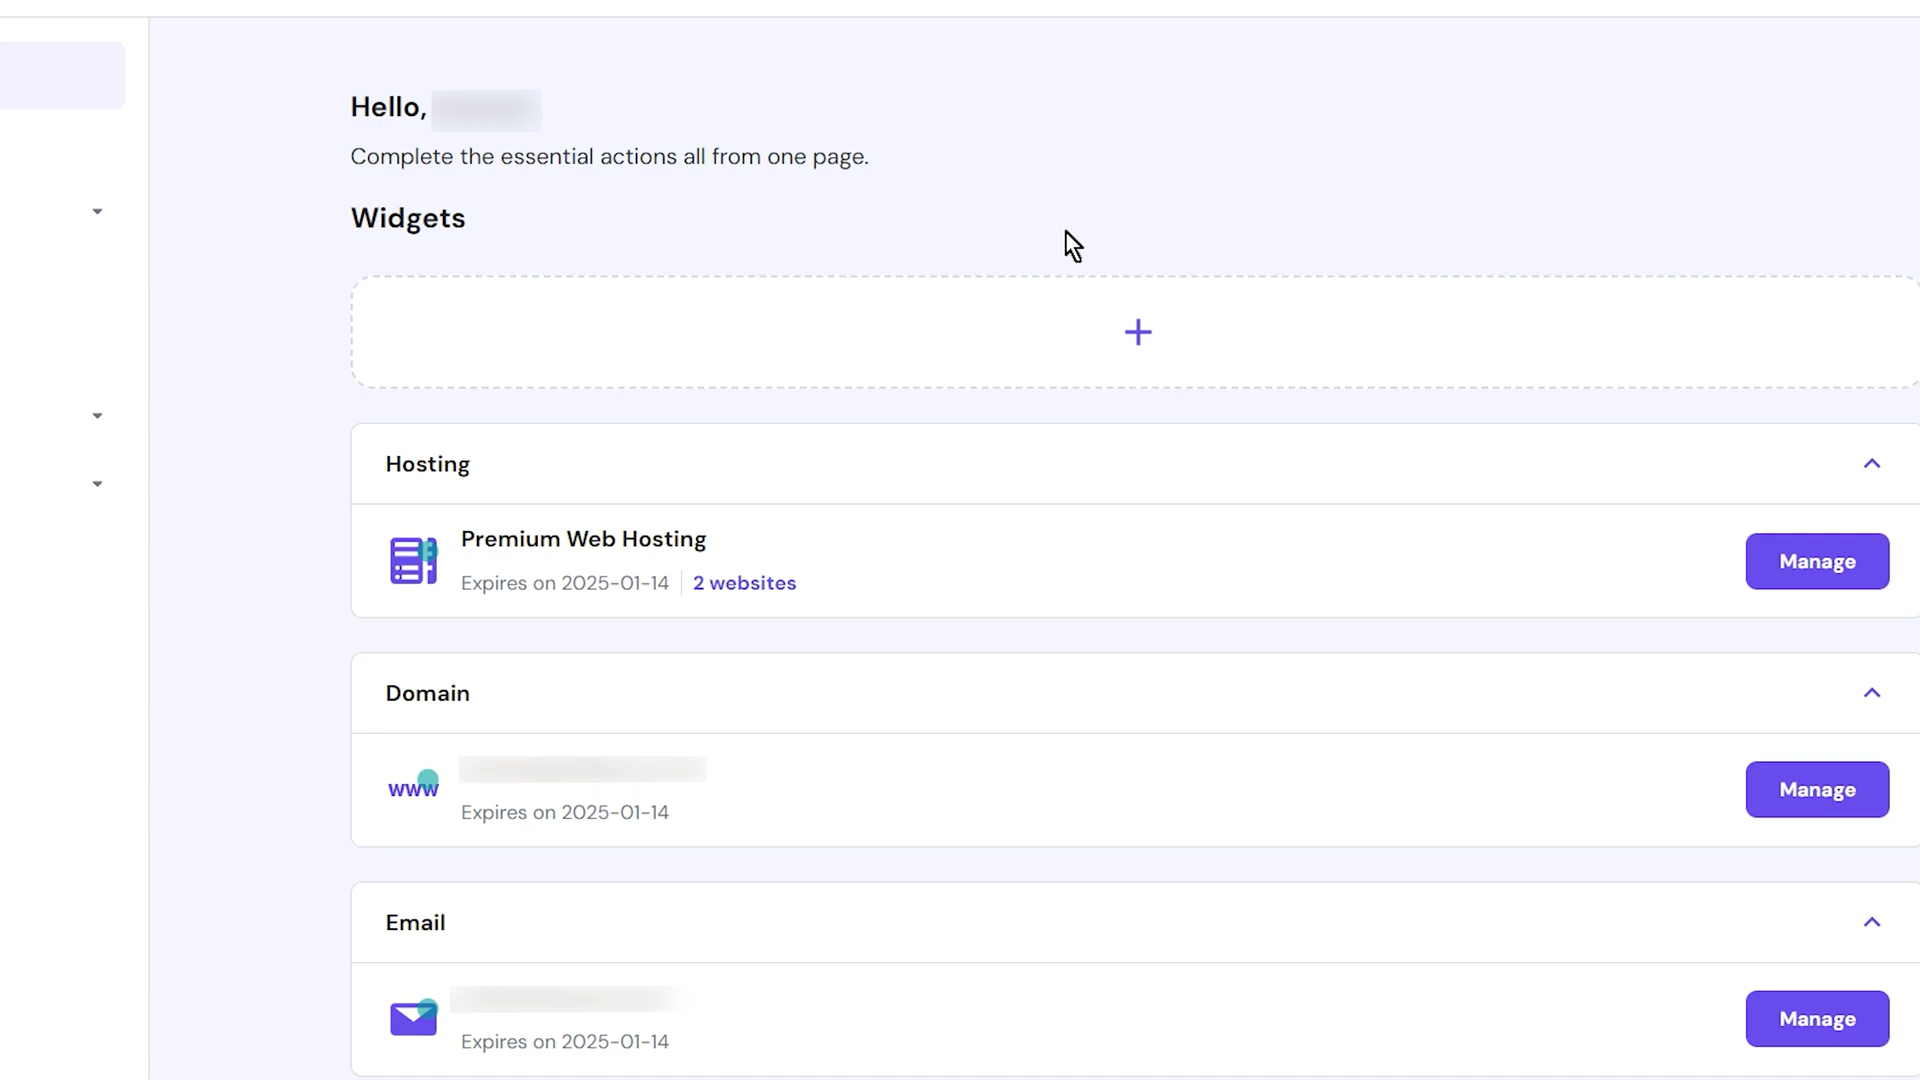 Hello,
Complete the essential actions all from one page.
Widgets
Hosting
Premium Web Hosting
Expires on 2025-01-14 | 2 websites
Manage
Domain
www
Expires on 2025-01-14
Manage
Email
Expires on 2025-01-14
Manage